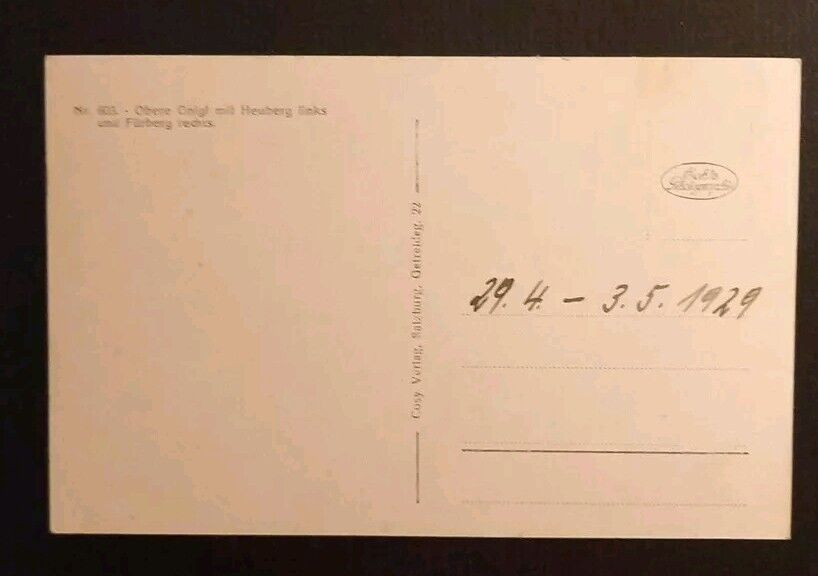 Nr. 603. - Obere Gnigl mit Heuberg links
und Fürberg rechts.
Cosy Verlag, Salzburg, Getreideg. 22
29. 4. - 3. 5. 1929